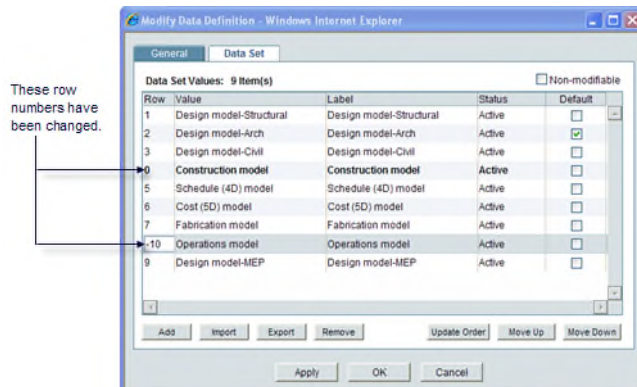 Modify Data Definition - Windows Internet Explorer
General Data Set
Data Set Values: 9 Item(s) Non-modifiable
These row
numbers have
been changed.
Row Value Label Status Default
1 Design model-Structural Design model-Structural Active
2 Design model-Arch Design model-Arch Active
3 Design model-Civil Design model-Civil Active
0 Construction model Construction model Active
5 Schedule (4D) model Schedule (4D) model Active
6 Cost (5D) model Cost (5D) model Active
7 Fabrication model Fabrication model Active
-10 Operations model Operations model Active
9 Design model-MEP Design model-MEP Active
Add Import Export Remove Update Order Move Up Move Down
Apply OK Cancel